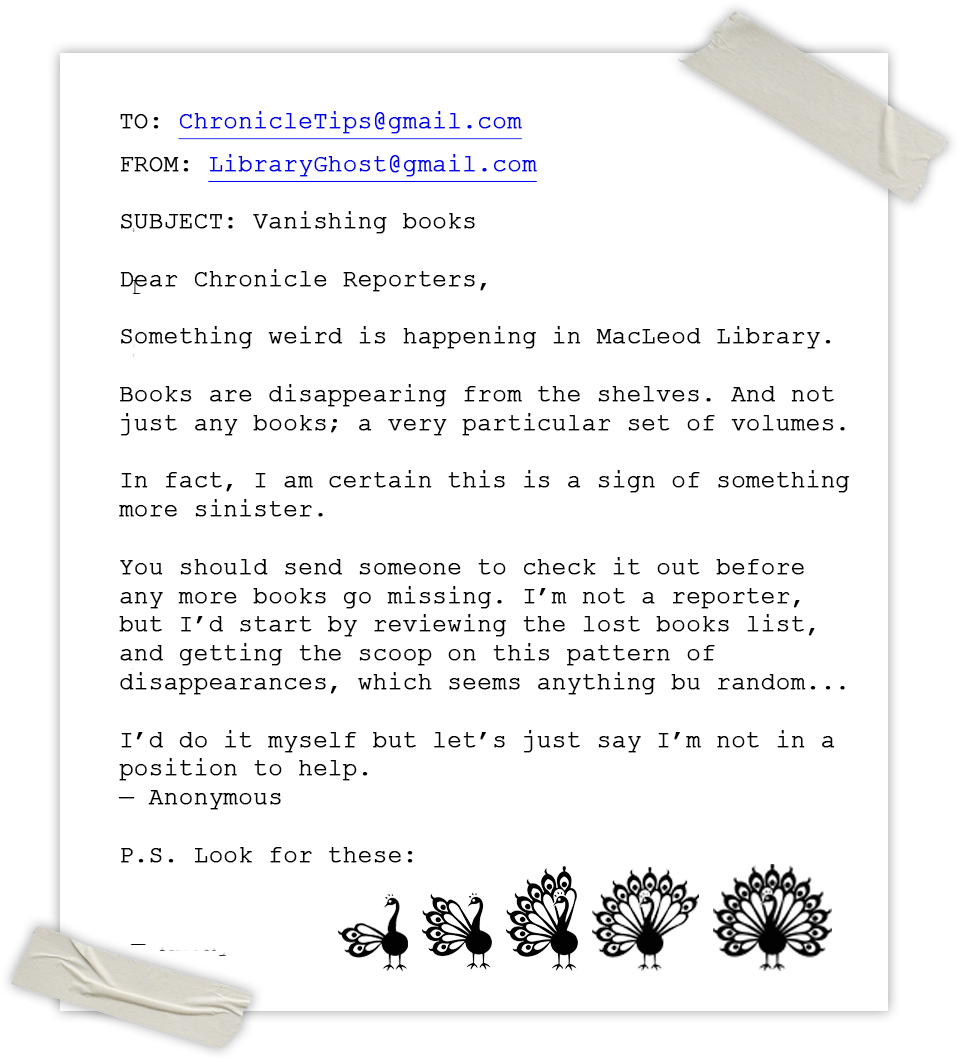 TO: ChronicleTips@gmail.com
FROM: LibraryGhost@gmail.com
SUBJECT: Vanishing books
Dear Chronicle Reporters,
Something weird is happening in MacLeod Library.
Books are disappearing from the shelves. And not
just any books; a very particular set of volumes.
In fact, I am certain this is a sign of something
more sinister.
You should send someone to check it out before
any more books go missing. I’m not a reporter,
but I’d start by reviewing the lost books list,
and getting the scoop on this pattern of
disappearances, which seems anything bu random...
I’d do it myself but let’s just say I’m not in a
position to help.
— Anonymous
P.S. Look for these: